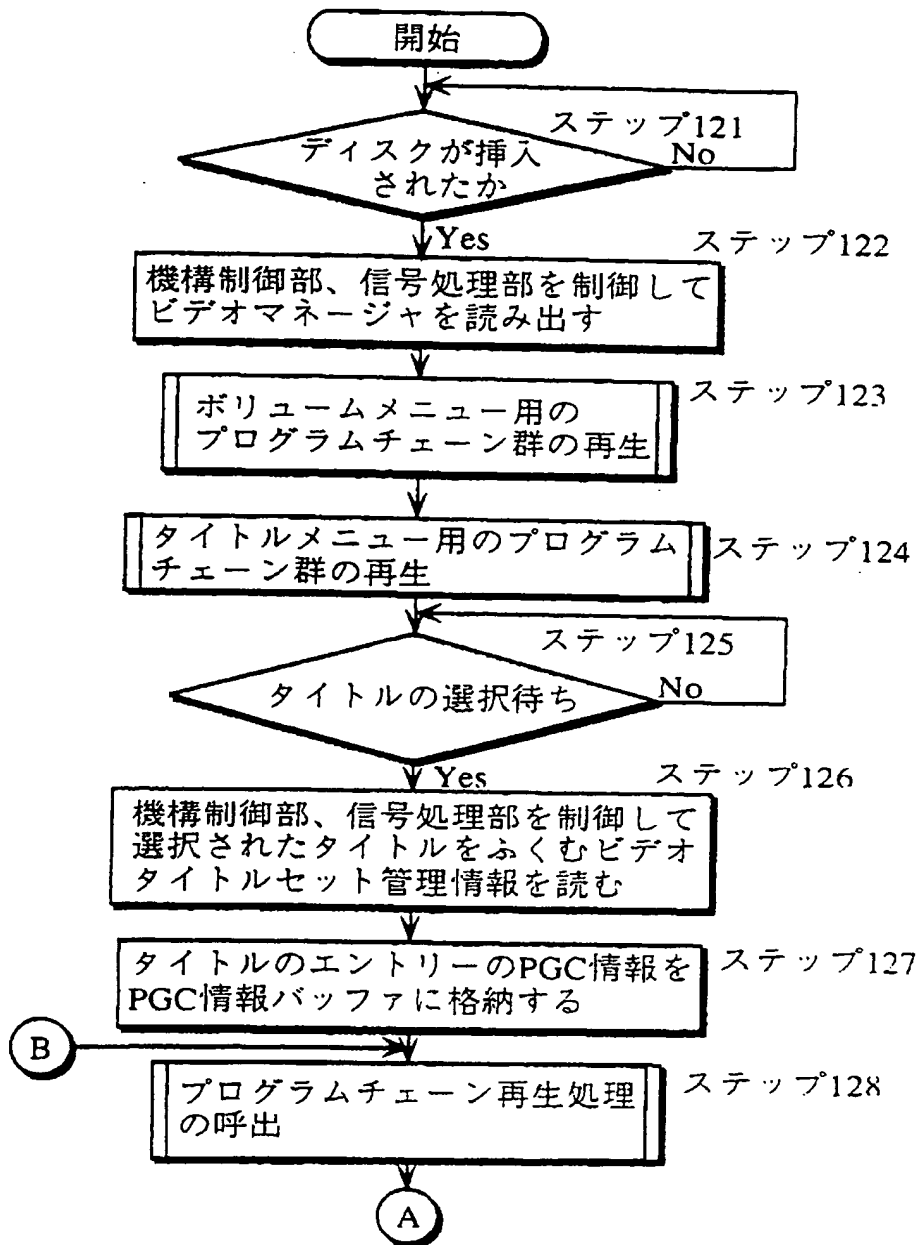 開始
ステップ121
ディスクが挿入
されたか
No
Yes
ステップ122
機構制御部、信号処理部を制御して
ビデオマネージャを読み出す
ステップ123
ボリュームメニュー用の
プログラムチェーン群の再生
タイトルメニュー用のプログラム
チェーン群の再生
ステップ124
ステップ125
タイトルの選択待ち
No
Yes
ステップ126
機構制御部、信号処理部を制御して
選択されたタイトルをふくむビデオ
タイトルセット管理情報を読む
タイトルのエントリーのPGC情報を
PGC情報バッファに格納する
ステップ127
B
プログラムチェーン再生処理
の呼出
ステップ128
A